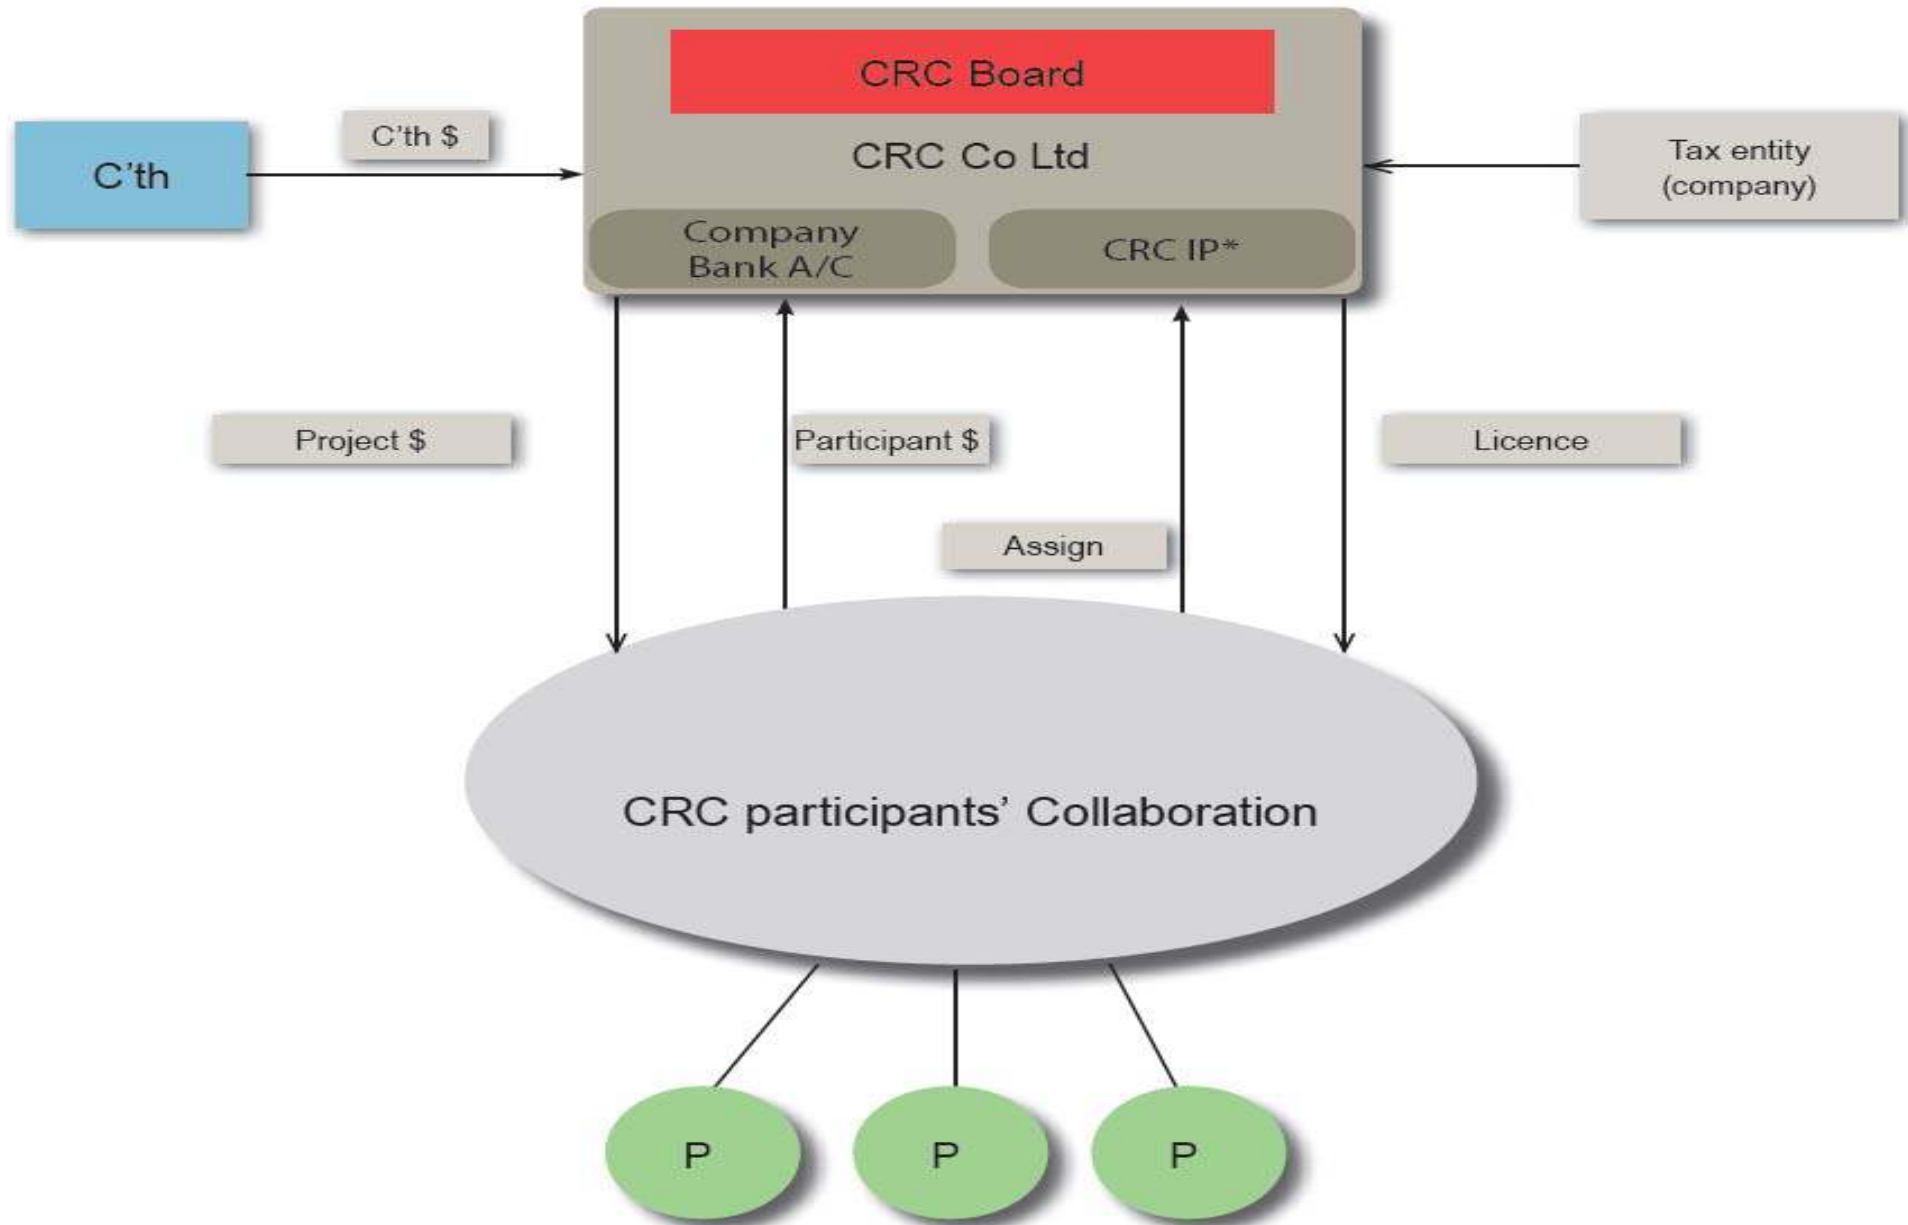 CRC Board
C'th $
C'th
CRC Co Ltd
Tax entity
(company)
Company
Bank A/C
CRC IP*
Project $
Participant $
Licence
Assign
CRC participants' Collaboration
P
P
P